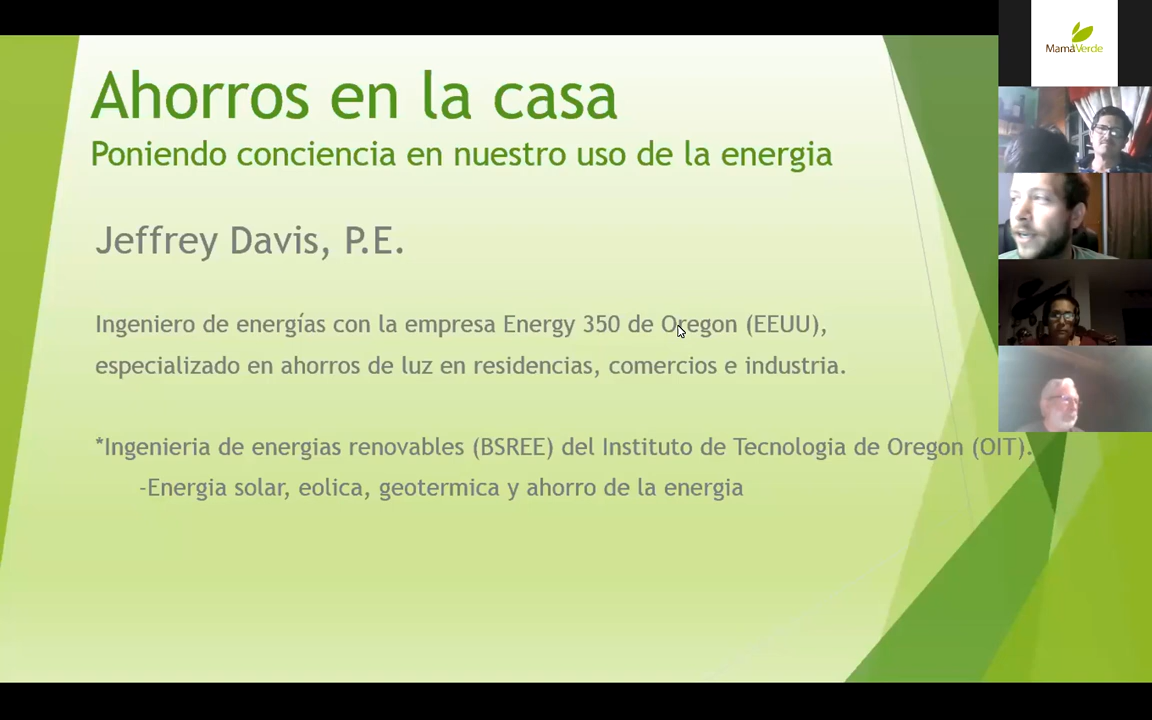 Ahorros en la casa
Poniendo conciencia en nuestro uso de la energia
Jeffrey Davis, P.E.
Ingeniero de energías con la empresa Energy 350 de Oregon (EEUU),
especializado en ahorros de luz en residencias, comercios e industria.
*Ingenieria de energias renovables (BSREE) del Instituto de Tecnologia de Oregon (OIT).
-Energia solar, eolica, geotermica y ahorro de la energia
MamáVerde